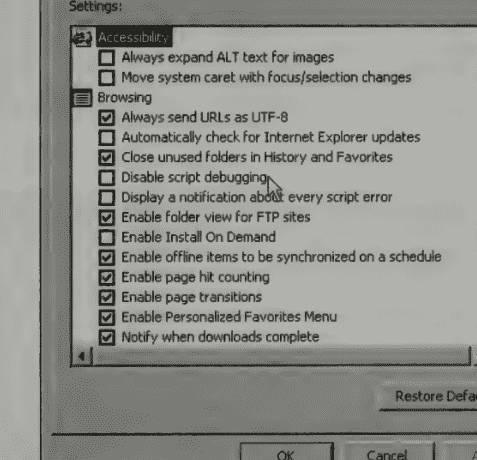 Settings:
Accessibility
Always expand ALT text for images
Move system caret with focus/selection changes
Browsing
Always send URLs as UTF-8
Automatically check for Internet Explorer updates
Close unused folders in History and Favorites
Disable script debugging
Display a notification about every script error
Enable folder view for FTP sites
Enable Install On Demand
Enable offline items to be synchronized on a schedule
Enable page hit counting
Enable page transitions
Enable Personalized Favorites Menu
Notify when downloads complete
Restore Defa
OK
Cancel